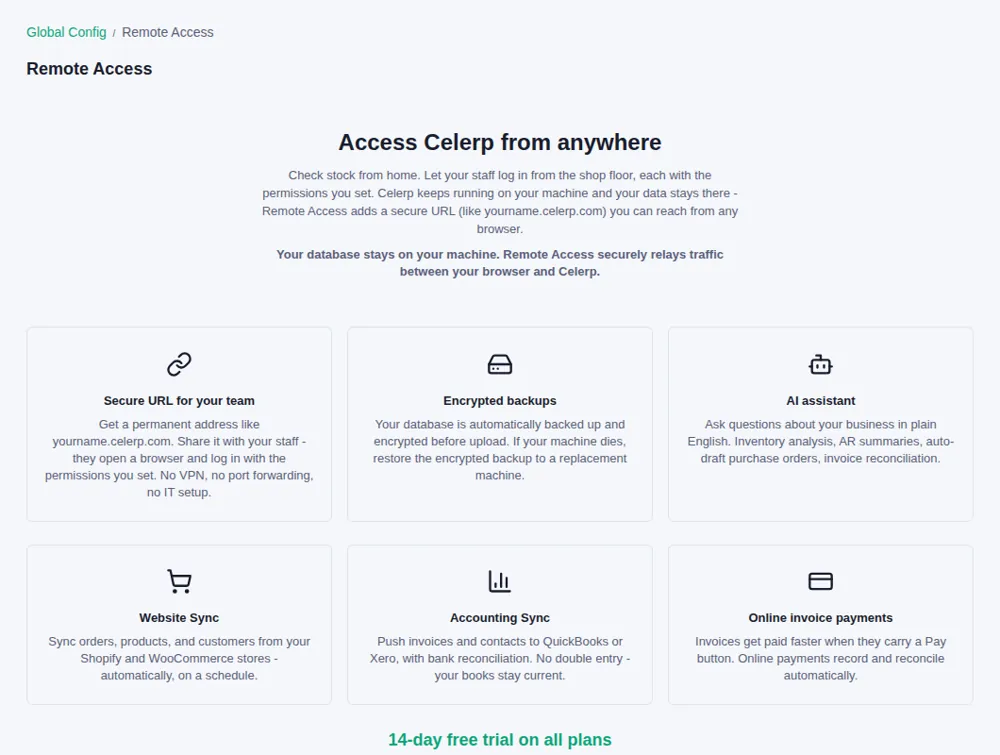 Global Config / Remote Access
Remote Access
Access Celerp from anywhere
Check stock from home. Let your staff log in from the shop floor, each with the
permissions you set. Celerp keeps running on your machine and your data stays there -
Remote Access adds a secure URL (like yourname.celerp.com) you can reach from any
browser.
Your database stays on your machine. Remote Access securely relays traffic
between your browser and Celerp.
Secure URL for your team
Get a permanent address like
yourname.celerp.com. Share it with your staff -
they open a browser and log in with the
permissions you set. No VPN, no port forwarding,
no IT setup.
Encrypted backups
Your database is automatically backed up and
encrypted before upload. If your machine dies,
restore the encrypted backup to a replacement
machine.
AI assistant
Ask questions about your business in plain
English. Inventory analysis, AR summaries, auto-
draft purchase orders, invoice reconciliation.
Website Sync
Sync orders, products, and customers from your
Shopify and WooCommerce stores -
automatically, on a schedule.
Accounting Sync
Push invoices and contacts to QuickBooks or
Xero, with bank reconciliation. No double entry -
your books stay current.
Online invoice payments
Invoices get paid faster when they carry a Pay
button. Online payments record and reconcile
automatically.
14-day free trial on all plans